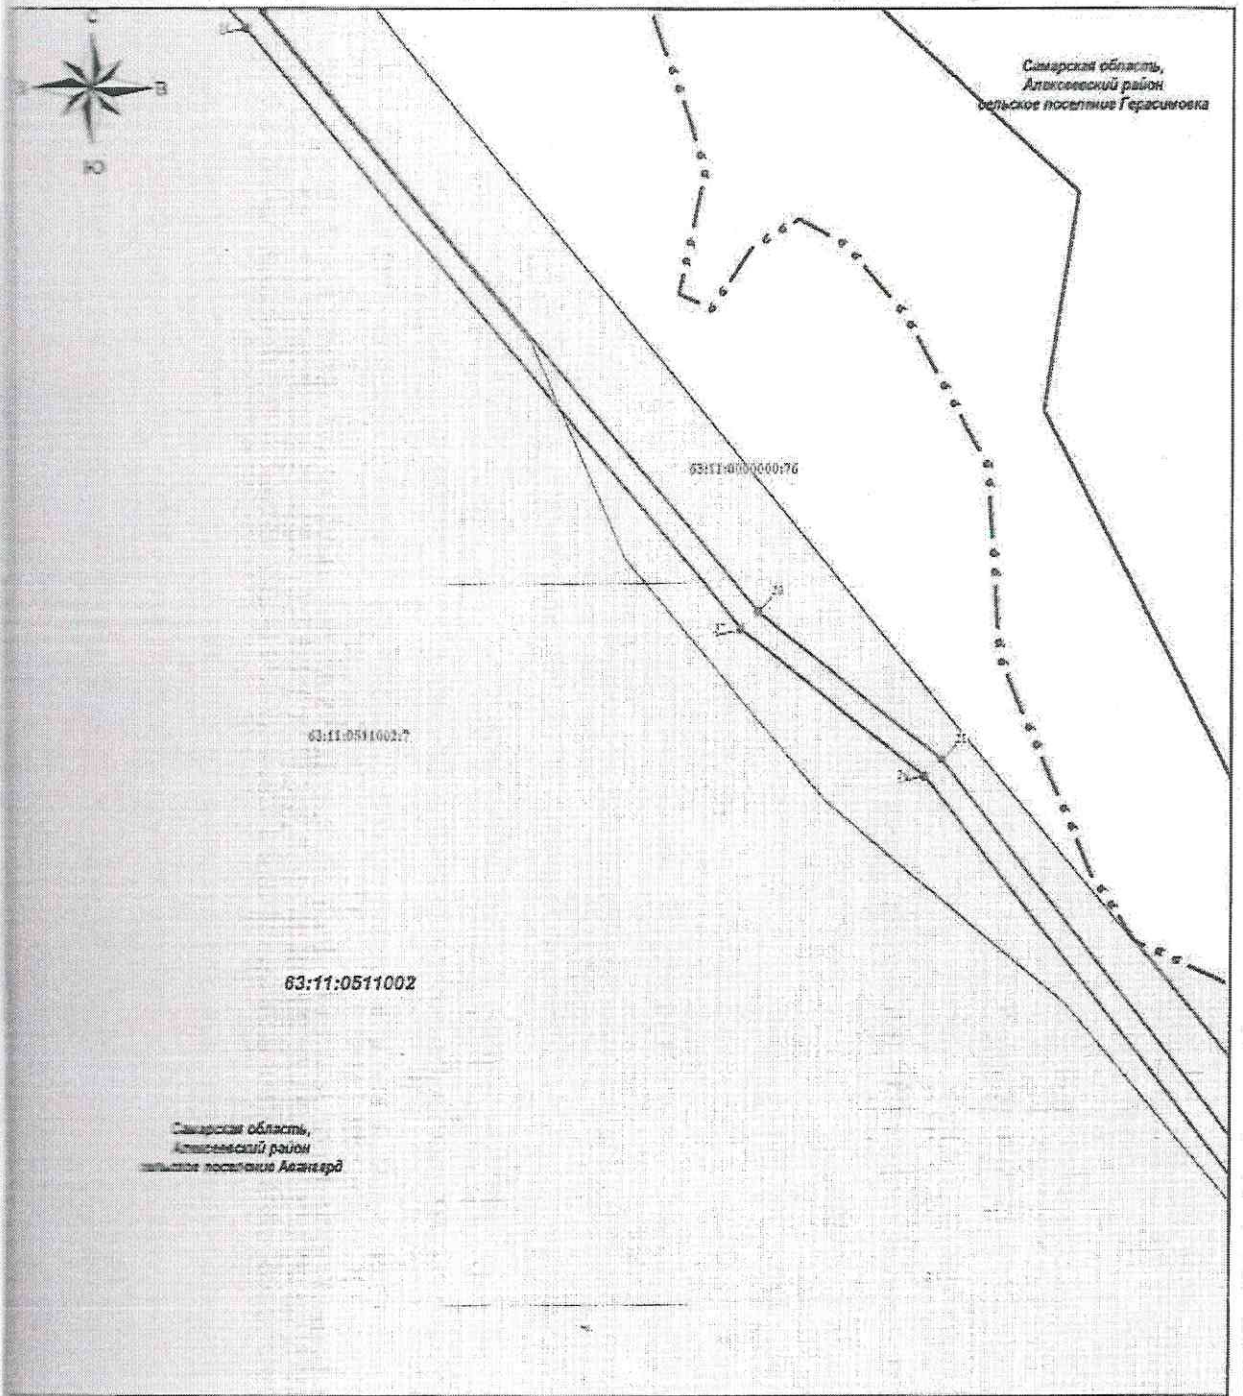 С
В
Ю
Самарская область,
Алексеевский район
сельское поселение Герасимовка
63:11:0000000:76
63:11:0511002:7
63:11:0511002
Самарская область,
Алексеевский район
сельское поселение Авангард